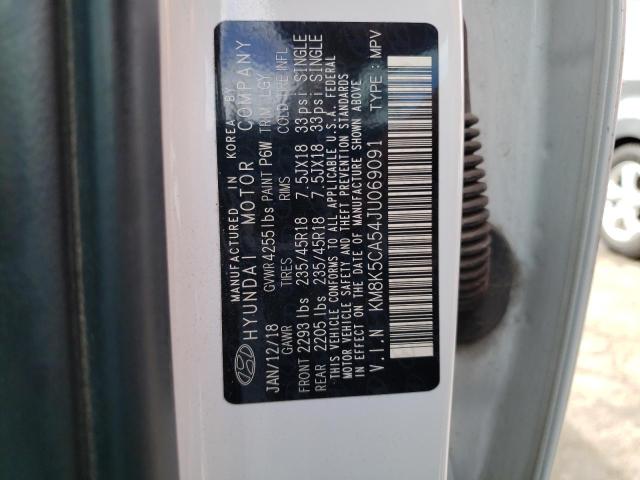 MANUFACTURED IN KOREA BY
HYUNDAI MOTOR COMPANY
JAN/12/18 GVWR 4255lbs PAINT P6W TRIM LGY
GAWR TIRES RIMS COLD TIRE INFL
FRONT 2293 lbs 235/45R18 7.5JX18 33psi SINGLE
REAR 2205 lbs 235/45R18 7.5JX18 33psi SINGLE
THIS VEHICLE CONFORMS TO ALL APPLICABLE U.S.A. FEDERAL
MOTOR VEHICLE SAFETY AND THEFT PREVENTION STANDARDS
IN EFFECT ON THE DATE OF MANUFACTURE SHOWN ABOVE
V.I.N KM8K5CA54JU069091 TYPE : MPV